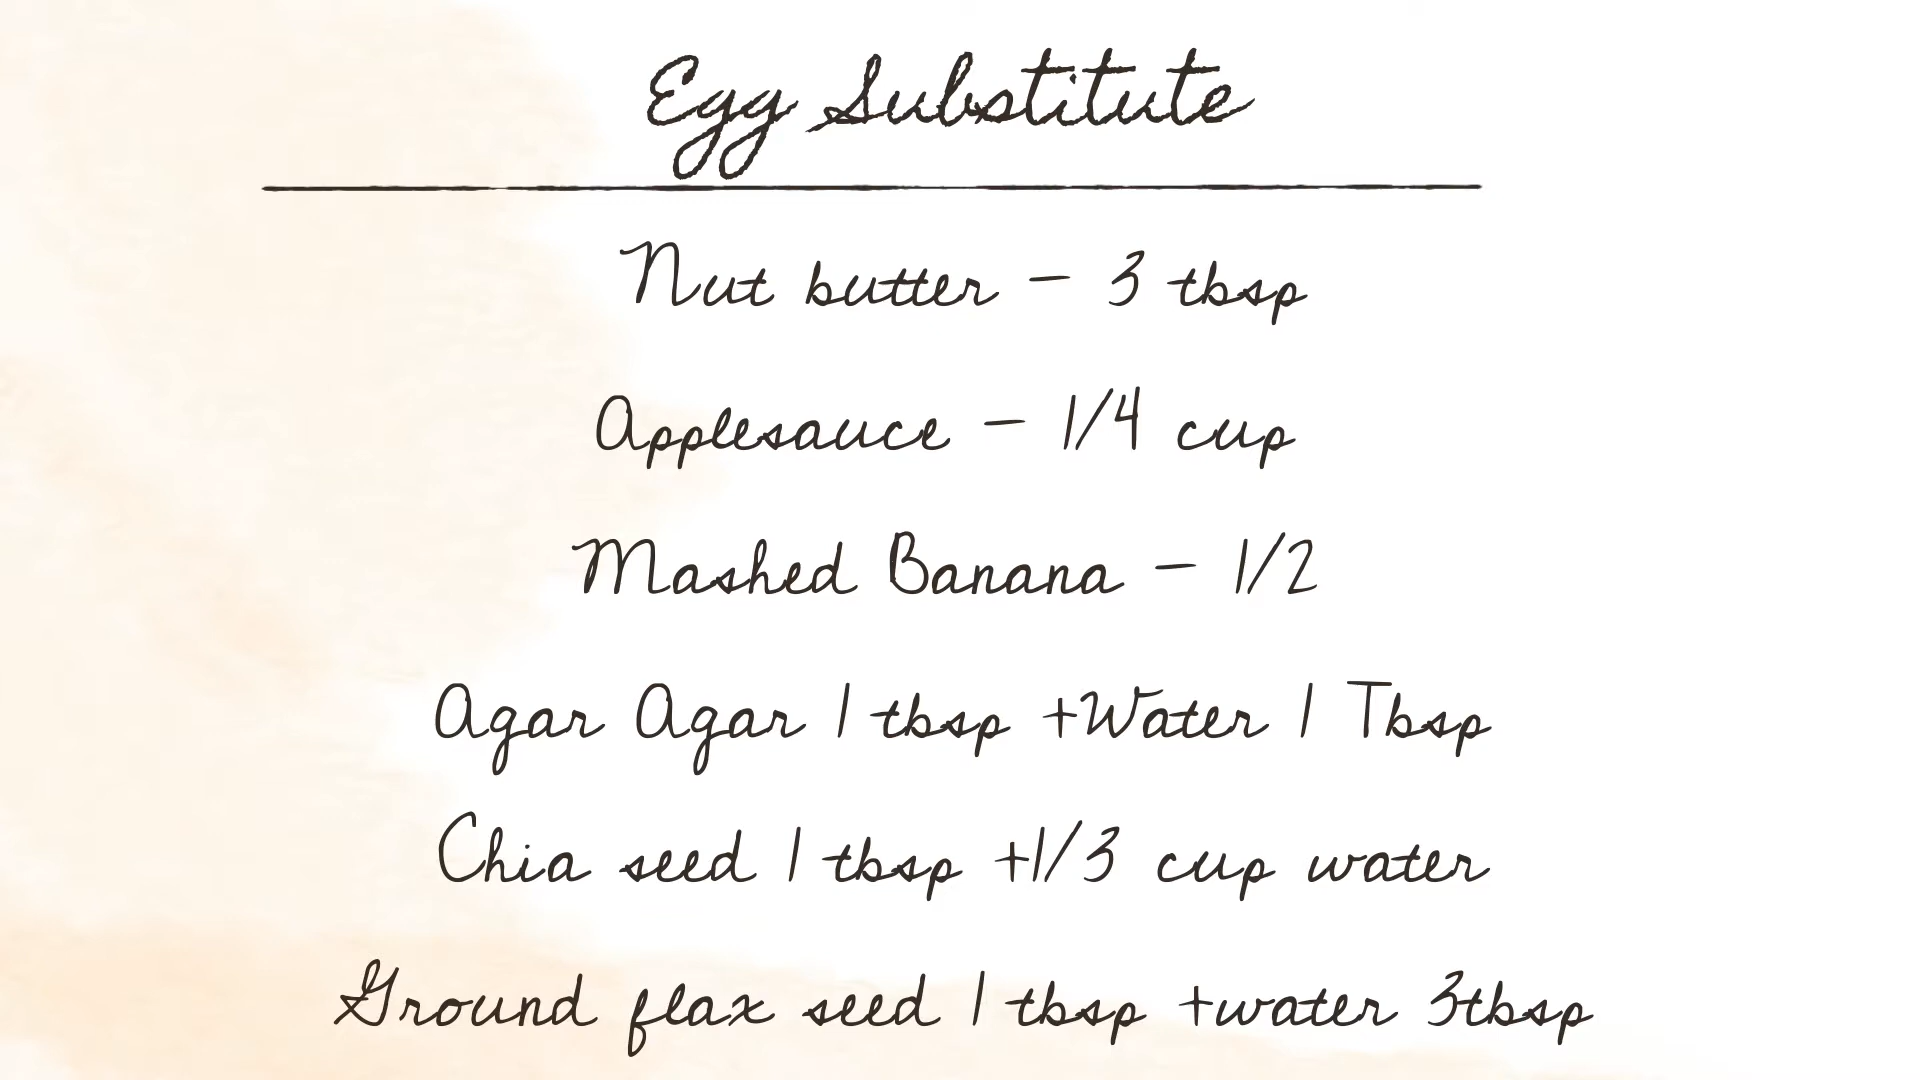 Egg Substitute
Nut butter - 3 tbsp
Applesauce - 1/4 cup
Mashed Banana - 1/2
Agar Agar 1 tbsp +Water 1 Tbsp
Chia seed 1 tbsp +1/3 cup water
Ground flax seed 1 tbsp +water 3tbsp